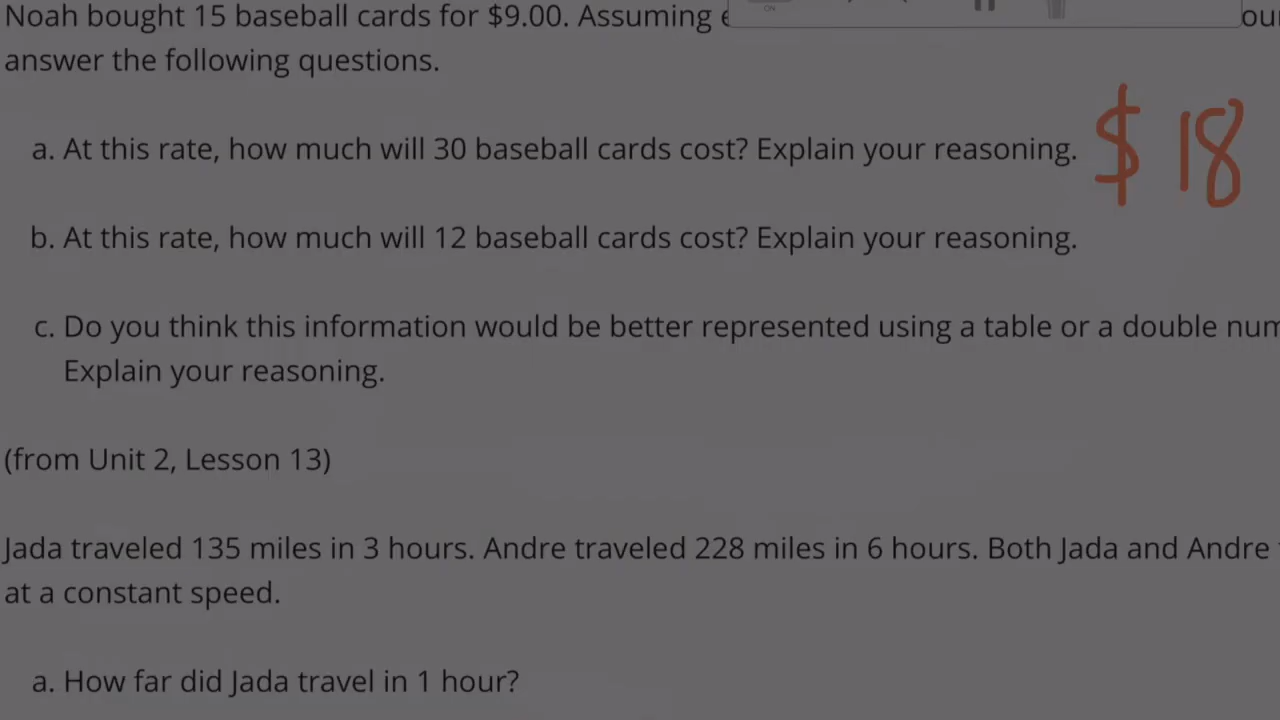 Noah bought 15 baseball cards for $9.00. Assuming
answer the following questions.
a. At this rate, how much will 30 baseball cards cost? Explain your reasoning. $ 18
b. At this rate, how much will 12 baseball cards cost? Explain your reasoning.
c. Do you think this information would be better represented using a table or a double
Explain your reasoning.
(from Unit 2, Lesson 13)
Jada traveled 135 miles in 3 hours. Andre traveled 228 miles in 6 hours. Both Jada and Andre
at a constant speed.
a. How far did Jada travel in 1 hour?